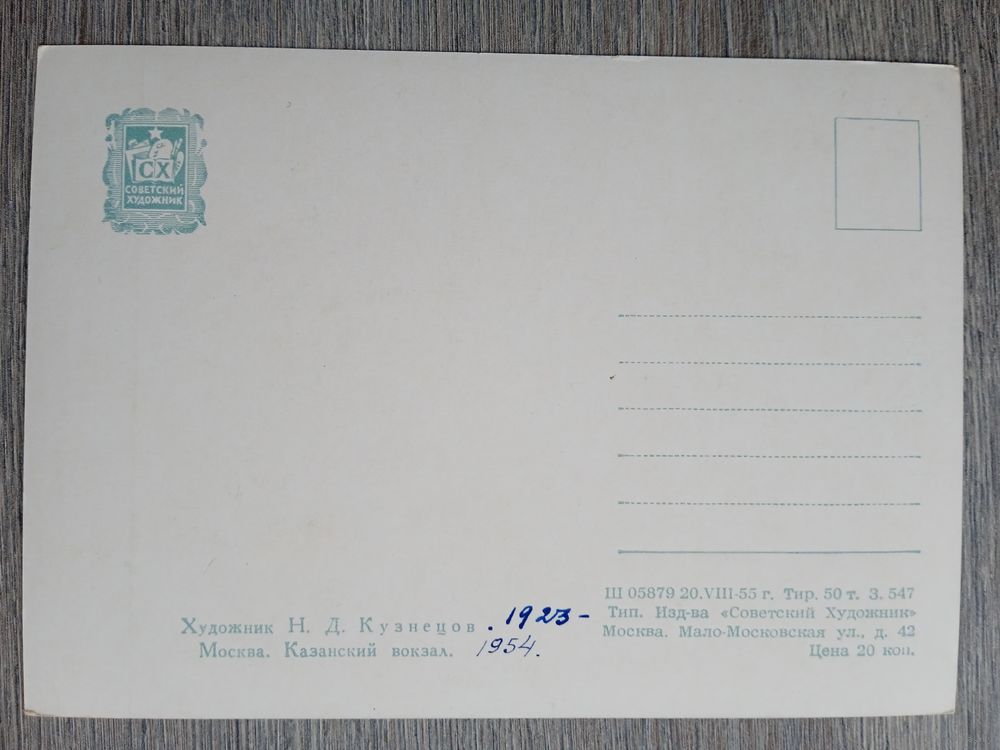 СХ
СОВЕТСКИЙ
ХУДОЖНИК
Художник Н. Д. Кузнецов. 1923-
Москва. Казанский вокзал. 1954.
Ш 05879 20.VIII-55 г. Тир. 50 т. З. 547
Тип. Изд-ва «Советский Художник»
Москва. Мало-Московская ул., д. 42
Цена 20 коп.